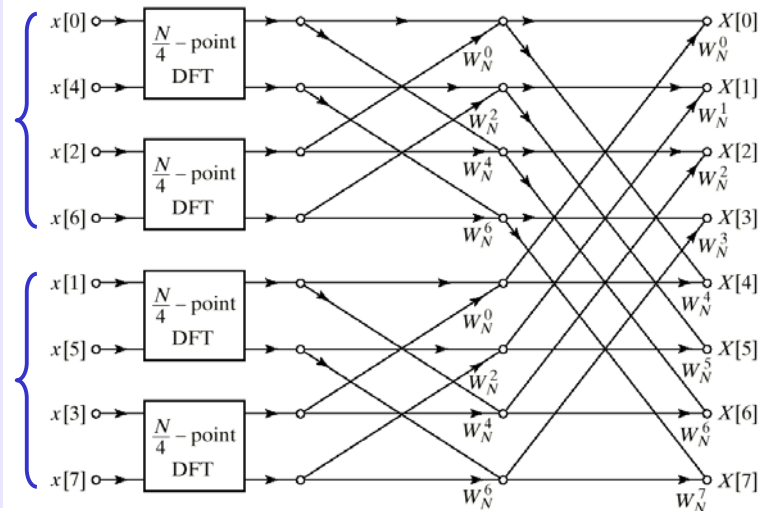 x[0]
N/4 – point
DFT
X[0]
W_N^0
W_N^0
x[4]
X[1]
W_N^2
W_N^1
x[2]
N/4 – point
DFT
X[2]
W_N^4
W_N^2
x[6]
X[3]
W_N^6
W_N^3
x[1]
N/4 – point
DFT
X[4]
W_N^0
W_N^4
x[5]
X[5]
W_N^2
W_N^5
x[3]
N/4 – point
DFT
X[6]
W_N^4
W_N^6
x[7]
X[7]
W_N^6
W_N^7